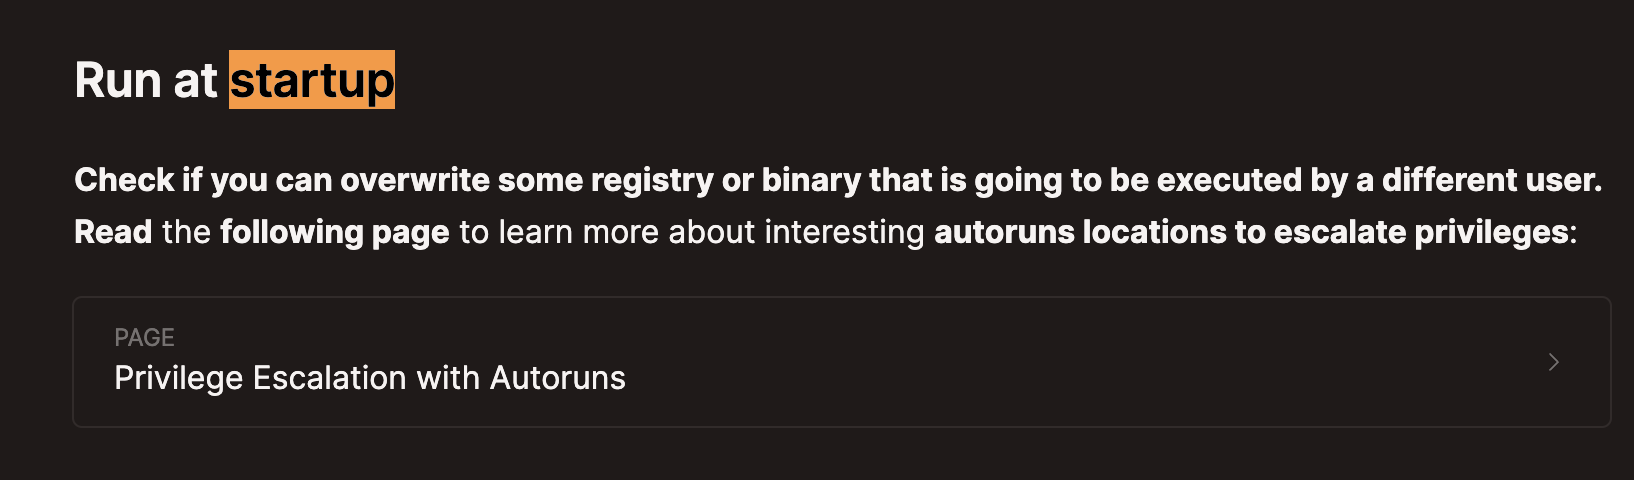 Run at startup
Check if you can overwrite some registry or binary that is going to be executed by a different user.
Read the following page to learn more about interesting autoruns locations to escalate privileges:
PAGE
Privilege Escalation with Autoruns